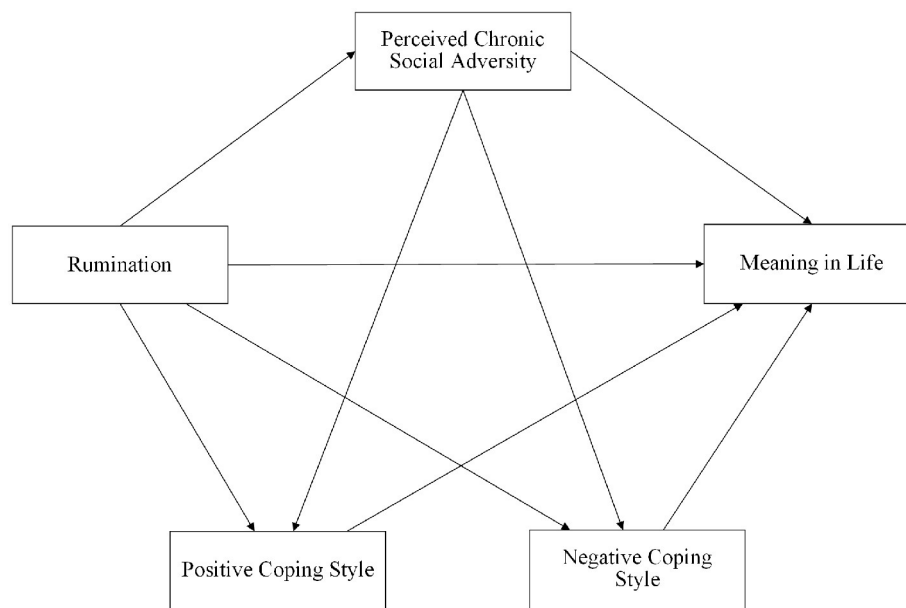 Perceived Chronic
Social Adversity
Rumination
Meaning in Life
Positive Coping Style
Negative Coping
Style